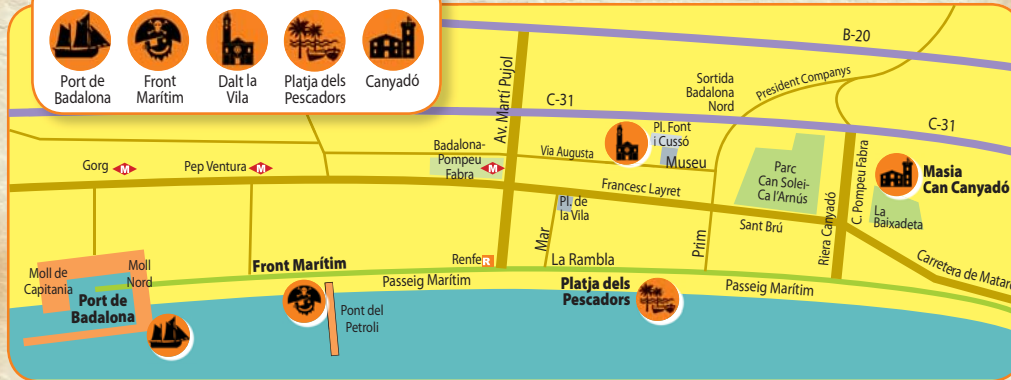 Port de
Badalona
Front
Marítim
Dalt la
Vila
Platja dels
Pescadors
Canyadó
B-20
Av. Martí Pujol
Sortida
Badalona
Nord
President Companys
C-31
C-31
Badalona-
Pompeu
Fabra
M
Via Augusta
Pl. Font
i Cussó
Museu
Gorg M
Pep Ventura M
Francesc Layret
Parc
Can Solei-
Ca l'Arnús
C. Pompeu Fabra
Masia
Can Canyadó
La
Baixadeta
Pl. de
la Vila
Mar
Prim
Sant Brú
Riera Canyadó
Carretera de Mataró
Moll de
Capitania
Moll
Nord
Port de
Badalona
Front Marítim
Renfe R
La Rambla
Passeig Marítim
Platja dels
Pescadors
Passeig Marítim
Pont del
Petroli